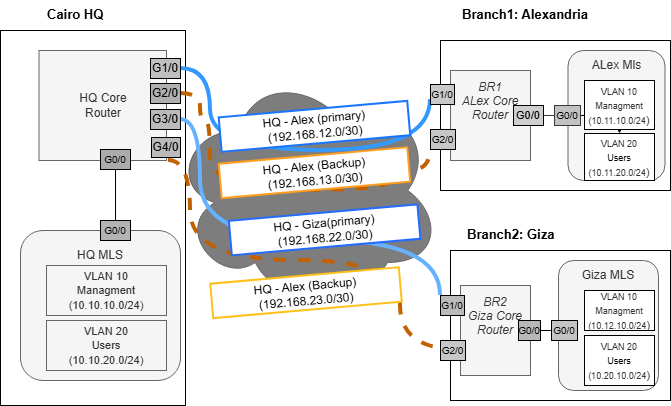 Cairo HQ
HQ Core
Router
G1/0
G2/0
G3/0
G4/0
G0/0
G0/0
HQ MLS
VLAN 10
Managment
(10.10.10.0/24)
VLAN 20
Users
(10.10.20.0/24)
HQ - Alex (primary)
(192.168.12.0/30)
HQ - Alex (Backup)
(192.168.13.0/30)
HQ - Giza(primary)
(192.168.22.0/30)
HQ - Alex (Backup)
(192.168.23.0/30)
Branch1: Alexandria
G1/0
G2/0
BR1
ALex Core
Router
G0/0
G0/0
ALex Mls
VLAN 10
Managment
(10.11.10.0/24)
VLAN 20
Users
(10.11.20.0/24)
Branch2: Giza
G1/0
G2/0
BR2
Giza Core
Router
G0/0
G0/0
Giza MLS
VLAN 10
Managment
(10.12.10.0/24)
VLAN 20
Users
(10.20.10.0/24)